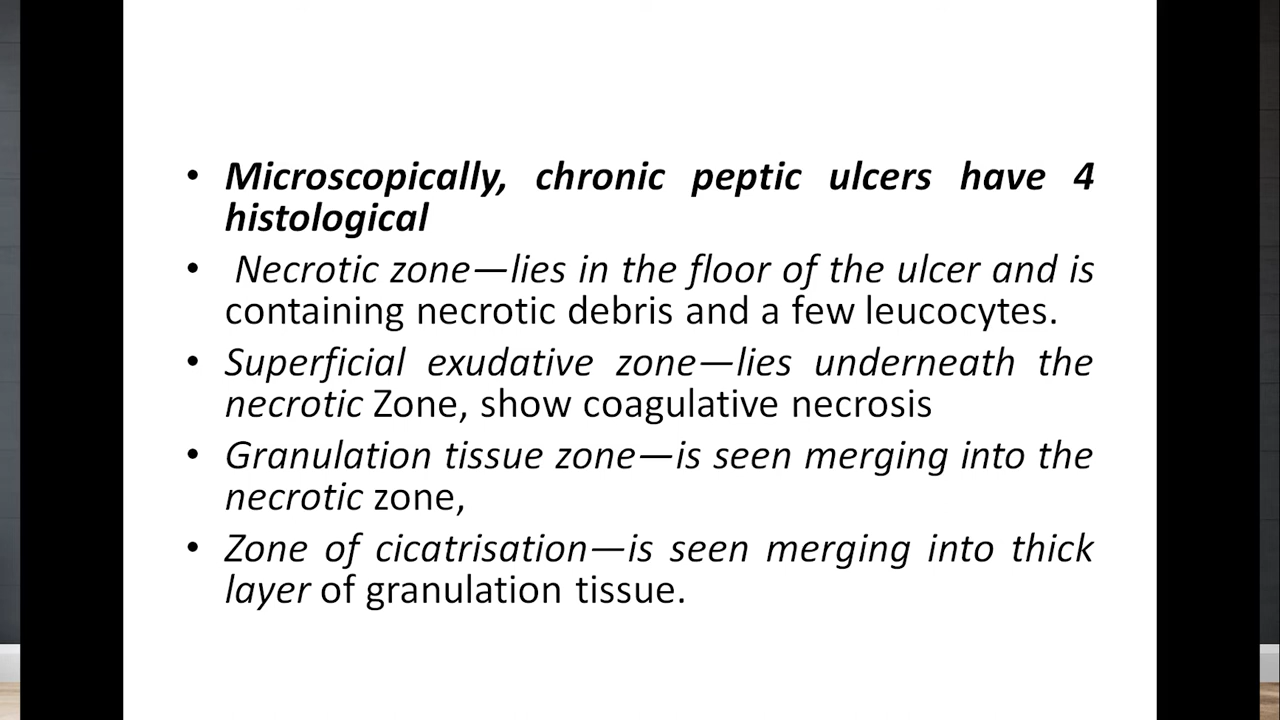 • Microscopically, chronic peptic ulcers have 4
histological
• Necrotic zone—lies in the floor of the ulcer and is
containing necrotic debris and a few leucocytes.
• Superficial exudative zone—lies underneath the
necrotic Zone, show coagulative necrosis
• Granulation tissue zone—is seen merging into the
necrotic zone,
• Zone of cicatrisation—is seen merging into thick
layer of granulation tissue.